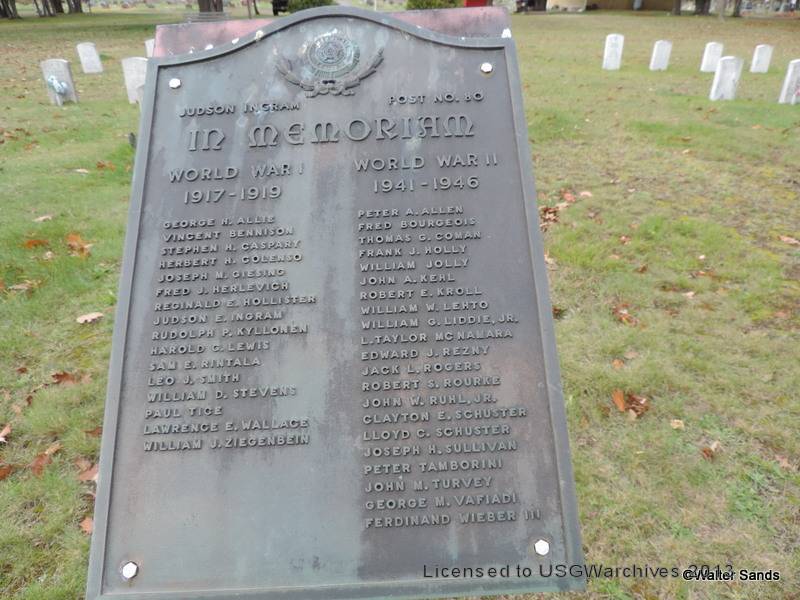 JUDSON INGRAM POST NO. 80
IN MEMORIAM
WORLD WAR I
1917-1919
GEORGE H. ALLIE
VINCENT BENNISON
STEPHEN H. CASPARY
HERBERT H. COLENSO
JOSEPH M. GIESING
FRED J. HERLEVICH
REGINALD E. HOLLISTER
JUDSON E. INGRAM
RUDOLPH P. KYLLONEN
HAROLD G. LEWIS
SAM E. RINTALA
LEO J. SMITH
WILLIAM D. STEVENS
PAUL TICE
LAWRENCE E. WALLACE
WILLIAM J. ZIEGENBEIN
WORLD WAR II
1941-1946
PETER A. ALLEN
FRED BOURGEOIS
THOMAS G. COMAN
FRANK J. HOLLY
WILLIAM JOLLY
JOHN A. KEHL
ROBERT E. KROLL
WILLIAM W. LEHTO
WILLIAM G. LIDDIE, JR.
L. TAYLOR MCNAMARA
EDWARD J. REZNY
JACK L. ROGERS
ROBERT S. ROURKE
JOHN W. RUHL, JR.
CLAYTON E. SCHUSTER
LLOYD C. SCHUSTER
JOSEPH H. SULLIVAN
PETER TAMBORINI
JOHN M. TURVEY
GEORGE M. VAFIADI
FERDINAND WIEBER III
Licensed to USGWarchives 2013
©Walter Sands